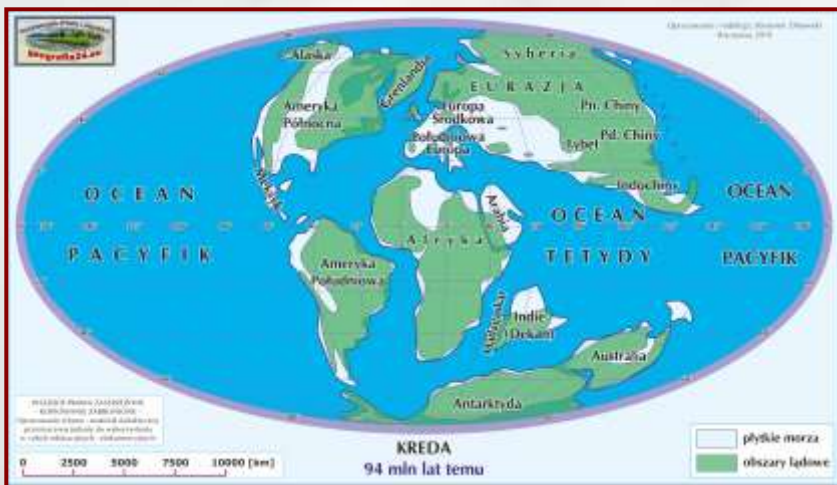 geografia24.eu
Alaska
Grenlandia
Syberia
EURAZJA
Ameryka
Północna
Europa
Środkowa
Pn. Chiny
Południowa
Europa
Pd. Chiny
Tybet
Meksyk
Indochiny
OCEAN
PACYFIK
Arabia
OCEAN
TETYDY
OCEAN
PACYFIK
Afryka
Ameryka
Południowa
Madagaskar
Indie
(Dekan)
Australia
Antarktyda
KREDA
94 mln lat temu
0 2500 5000 7500 10000 [km]
płytkie morza
obszary lądowe